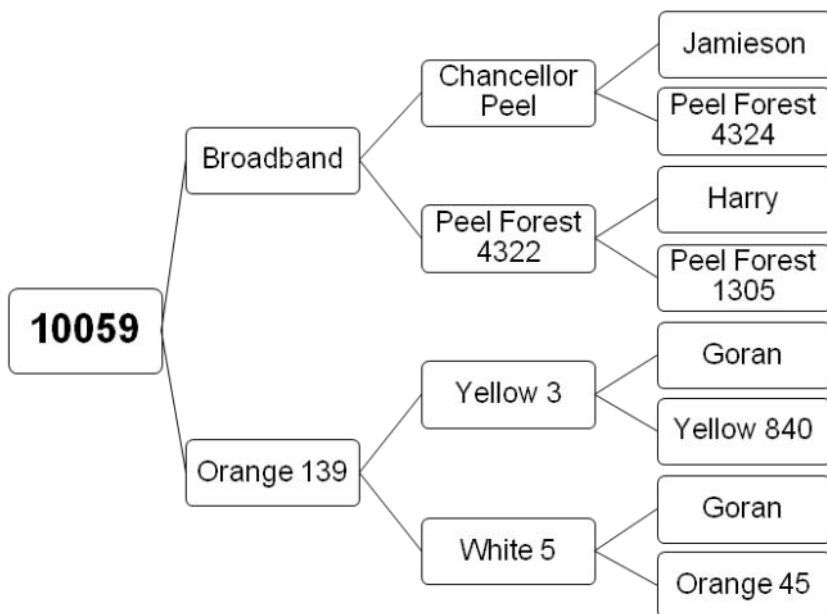 Jamieson
Chancellor
Peel
Peel Forest
4324
Broadband
Harry
Peel Forest
4322
Peel Forest
1305
10059
Goran
Yellow 3
Yellow 840
Orange 139
Goran
White 5
Orange 45